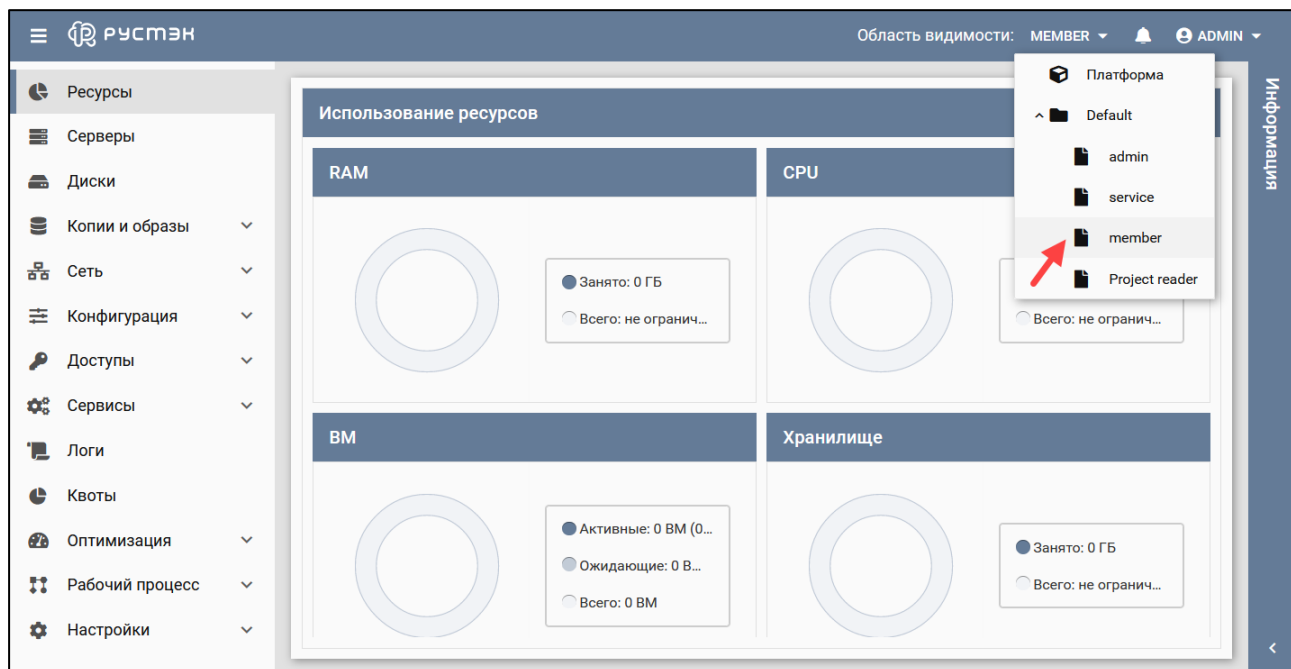 РУСТЭК
Область видимости: MEMBER
ADMIN
Ресурсы
Серверы
Диски
Копии и образы
Сеть
Конфигурация
Доступы
Сервисы
Логи
Квоты
Оптимизация
Рабочий процесс
Настройки
Платформа
Default
admin
service
member
Project reader
Использование ресурсов
RAM
Занято: 0 ГБ
Всего: не огранич...
CPU
Всего: не огранич...
ВМ
Активные: 0 ВМ (0...
Ожидающие: 0 В...
Всего: 0 ВМ
Хранилище
Занято: 0 ГБ
Всего: не огранич...
Информация